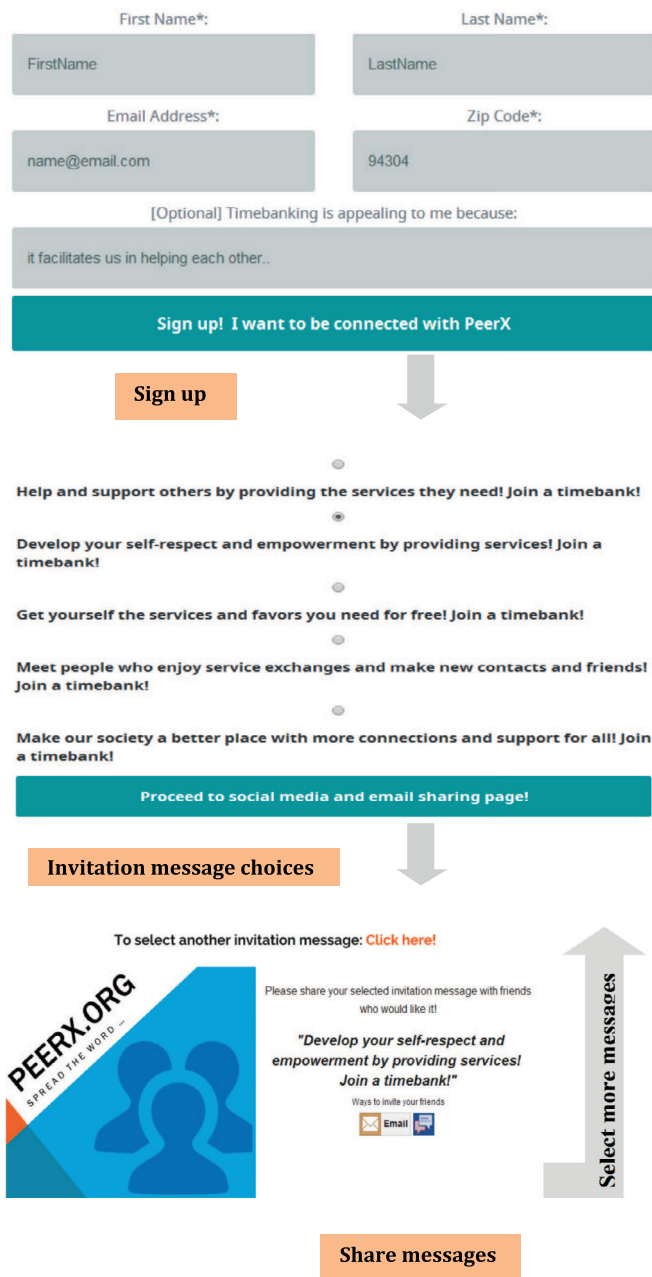 First Name*: Last Name*:
FirstName LastName
Email Address*: Zip Code*:
name@email.com 94304
[Optional] Timebanking is appealing to me because:
it facilitates us in helping each other..
Sign up! I want to be connected with PeerX
Sign up
Help and support others by providing the services they need! Join a timebank!
Develop your self-respect and empowerment by providing services! Join a
timebank!
Get yourself the services and favors you need for free! Join a timebank!
Meet people who enjoy service exchanges and make new contacts and friends!
Join a timebank!
Make our society a better place with more connections and support for all! Join
a timebank!
Proceed to social media and email sharing page!
Invitation message choices
To select another invitation message: Click here!
PEERX.ORG
SPREAD THE WORD ...
Please share your selected invitation message with friends
who would like it!
"Develop your self-respect and
empowerment by providing services!
Join a timebank!"
Ways to invite your friends
Email
Select more messages
Share messages